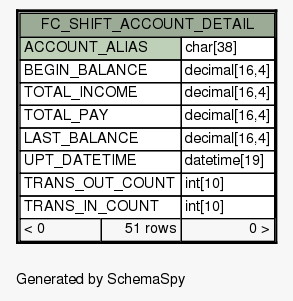 FC_SHIFT_ACCOUNT_DETAIL
ACCOUNT_ALIAS char[38]
BEGIN_BALANCE decimal[16,4]
TOTAL_INCOME decimal[16,4]
TOTAL_PAY decimal[16,4]
LAST_BALANCE decimal[16,4]
UPT_DATETIME datetime[19]
TRANS_OUT_COUNT int[10]
TRANS_IN_COUNT int[10]
< 0 51 rows 0 >
Generated by SchemaSpy